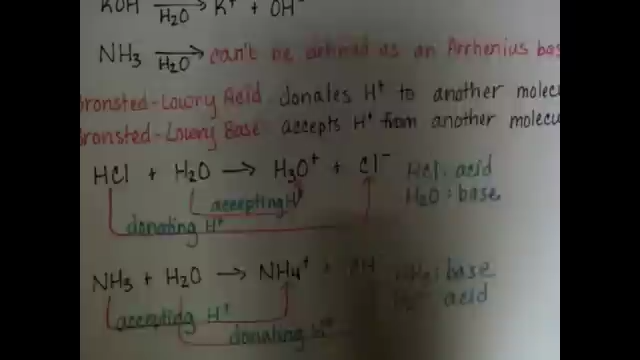 KOH →H₂O K⁺ + OH⁻
NH₃ →H₂O can't be defined as an Arrhenius bas
Bronsted-Lowry Acid: donates H⁺ to another molec
Bronsted-Lowry Base: accepts H⁺ from another molecu
HCl + H₂O → H₃O⁺ + Cl⁻ HCl: acid
accepting H⁺ H₂O: base
donating H⁺
NH₃ + H₂O → NH₄⁺ + OH : base
accepting H⁺ acid
donating H⁺